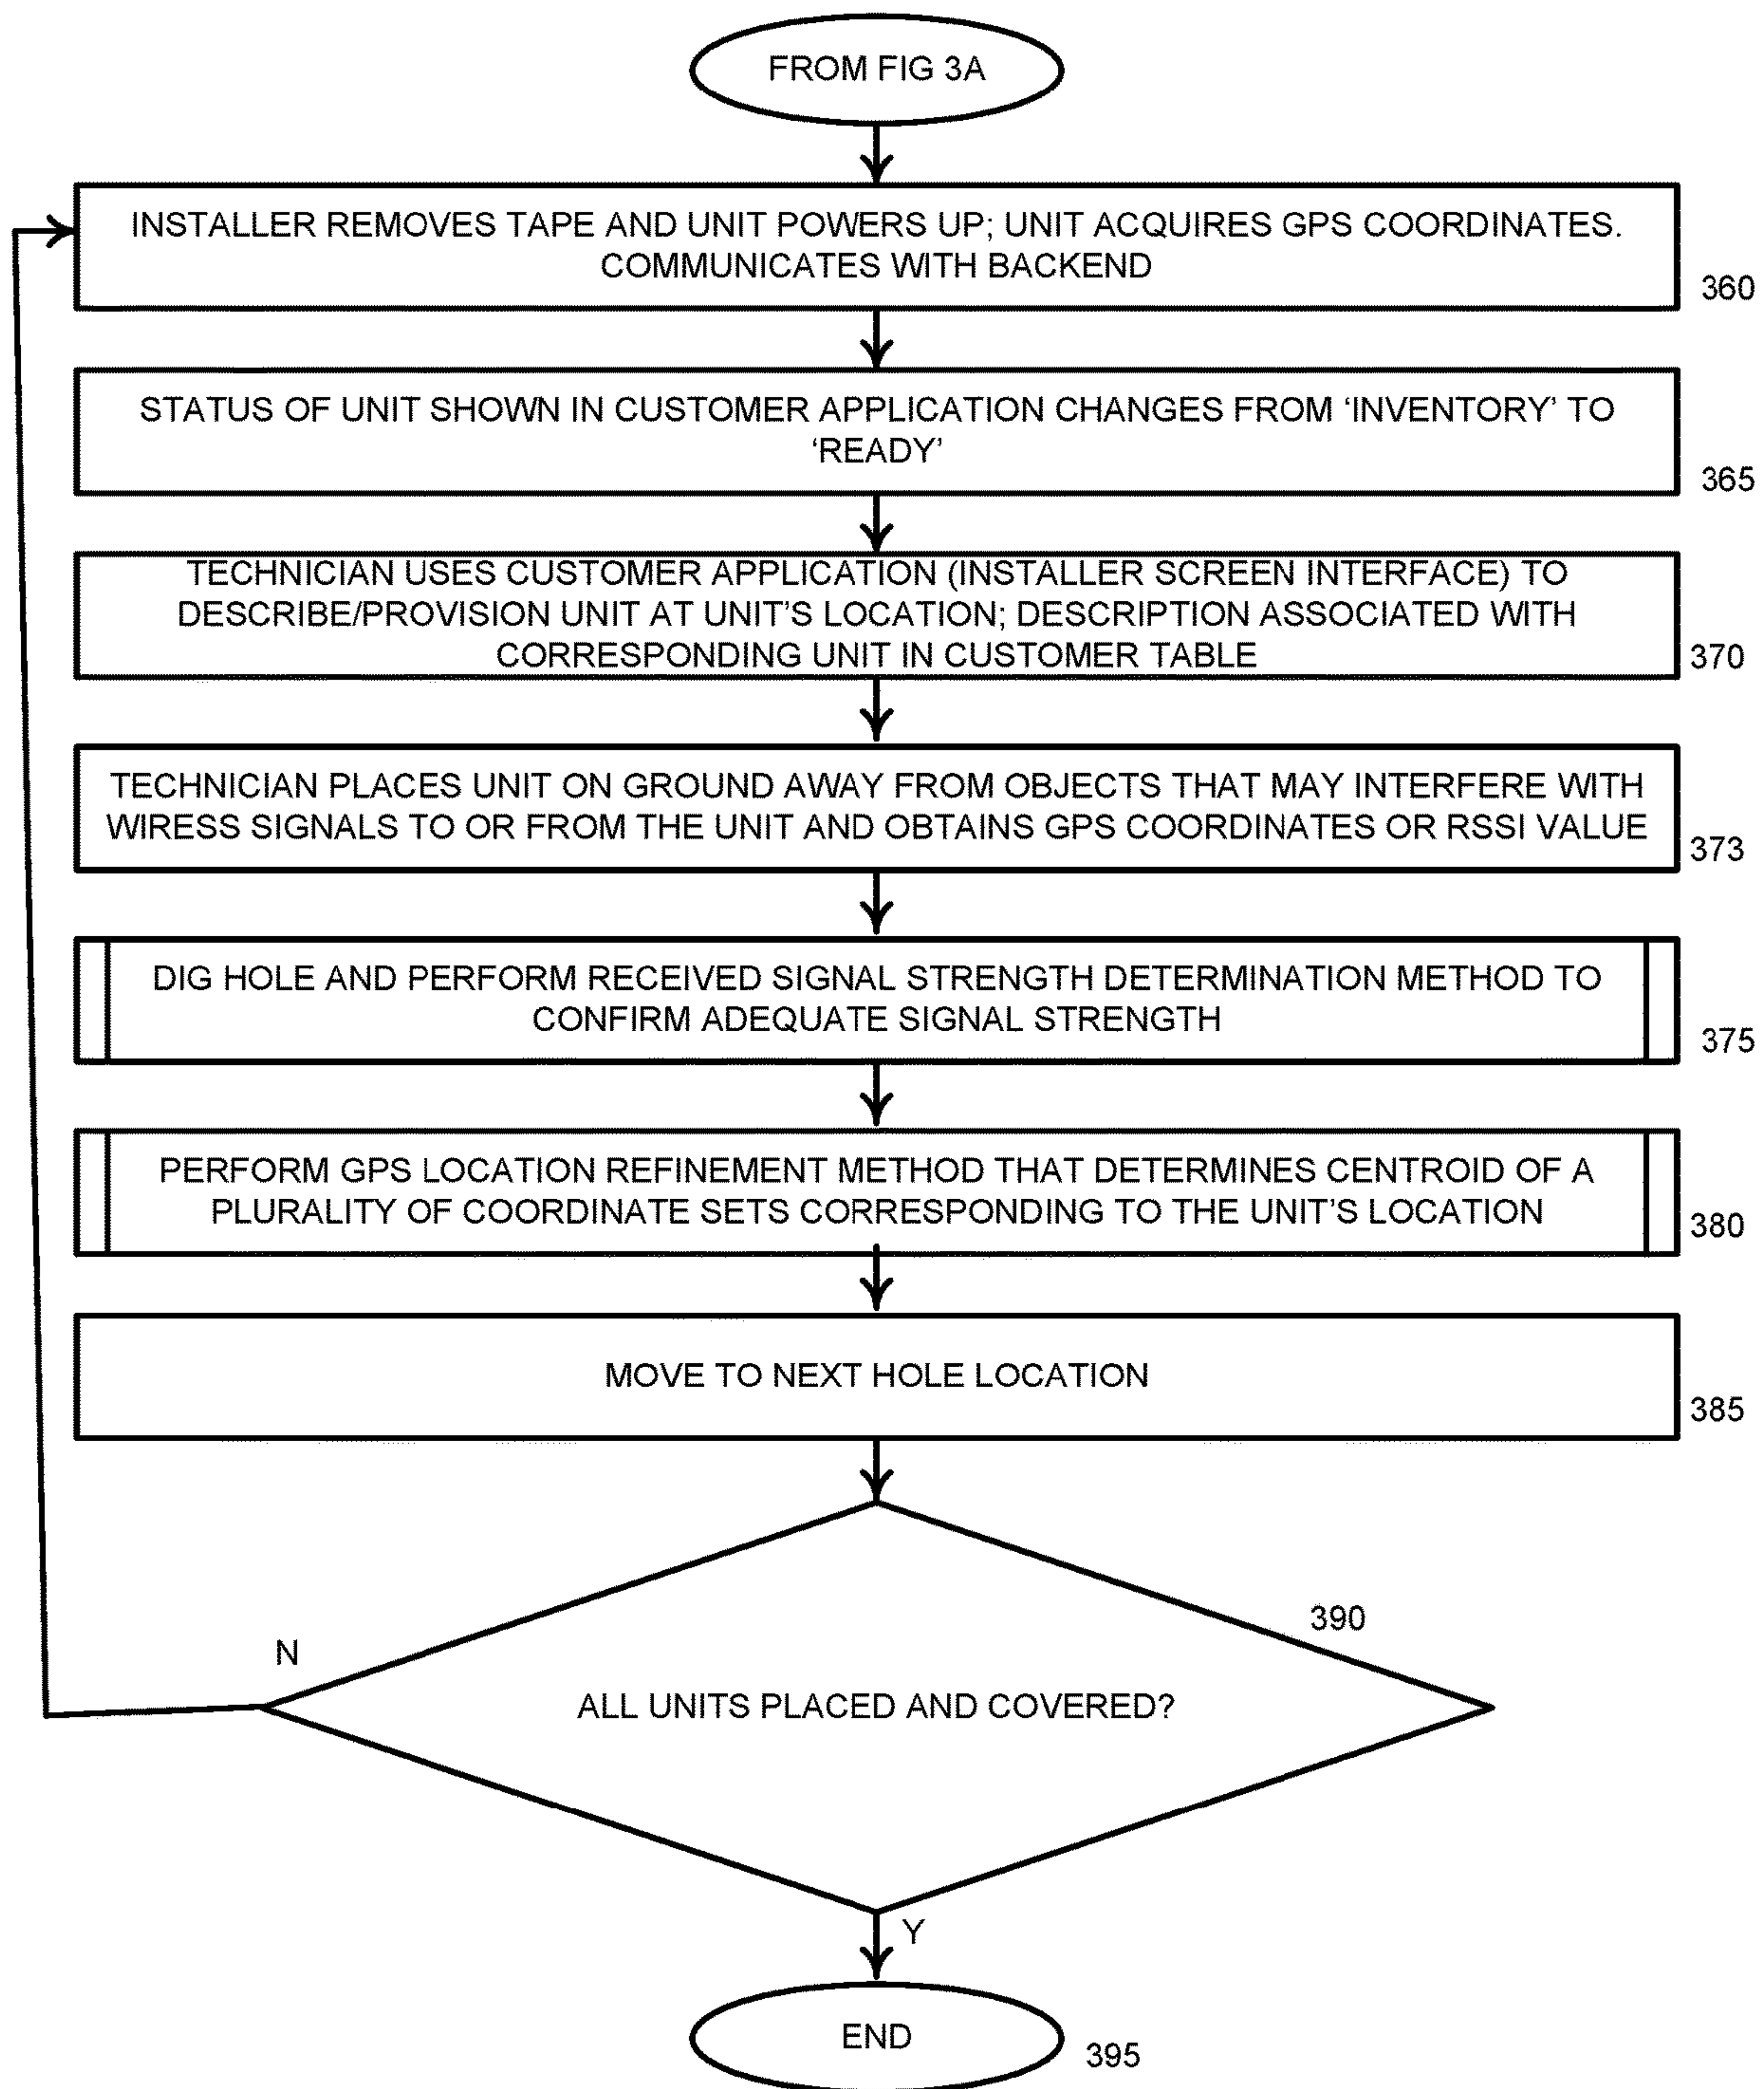 FROM FIG 3A
INSTALLER REMOVES TAPE AND UNIT POWERS UP; UNIT ACQUIRES GPS COORDINATES.
COMMUNICATES WITH BACKEND
360
STATUS OF UNIT SHOWN IN CUSTOMER APPLICATION CHANGES FROM ‘INVENTORY’ TO
‘READY’
365
TECHNICIAN USES CUSTOMER APPLICATION (INSTALLER SCREEN INTERFACE) TO
DESCRIBE/PROVISION UNIT AT UNIT’S LOCATION; DESCRIPTION ASSOCIATED WITH
CORRESPONDING UNIT IN CUSTOMER TABLE
370
TECHNICIAN PLACES UNIT ON GROUND AWAY FROM OBJECTS THAT MAY INTERFERE WITH
WIRESS SIGNALS TO OR FROM THE UNIT AND OBTAINS GPS COORDINATES OR RSSI VALUE
373
DIG HOLE AND PERFORM RECEIVED SIGNAL STRENGTH DETERMINATION METHOD TO
CONFIRM ADEQUATE SIGNAL STRENGTH
375
PERFORM GPS LOCATION REFINEMENT METHOD THAT DETERMINES CENTROID OF A
PLURALITY OF COORDINATE SETS CORRESPONDING TO THE UNIT’S LOCATION
380
MOVE TO NEXT HOLE LOCATION
385
390
N
ALL UNITS PLACED AND COVERED?
Y
END
395